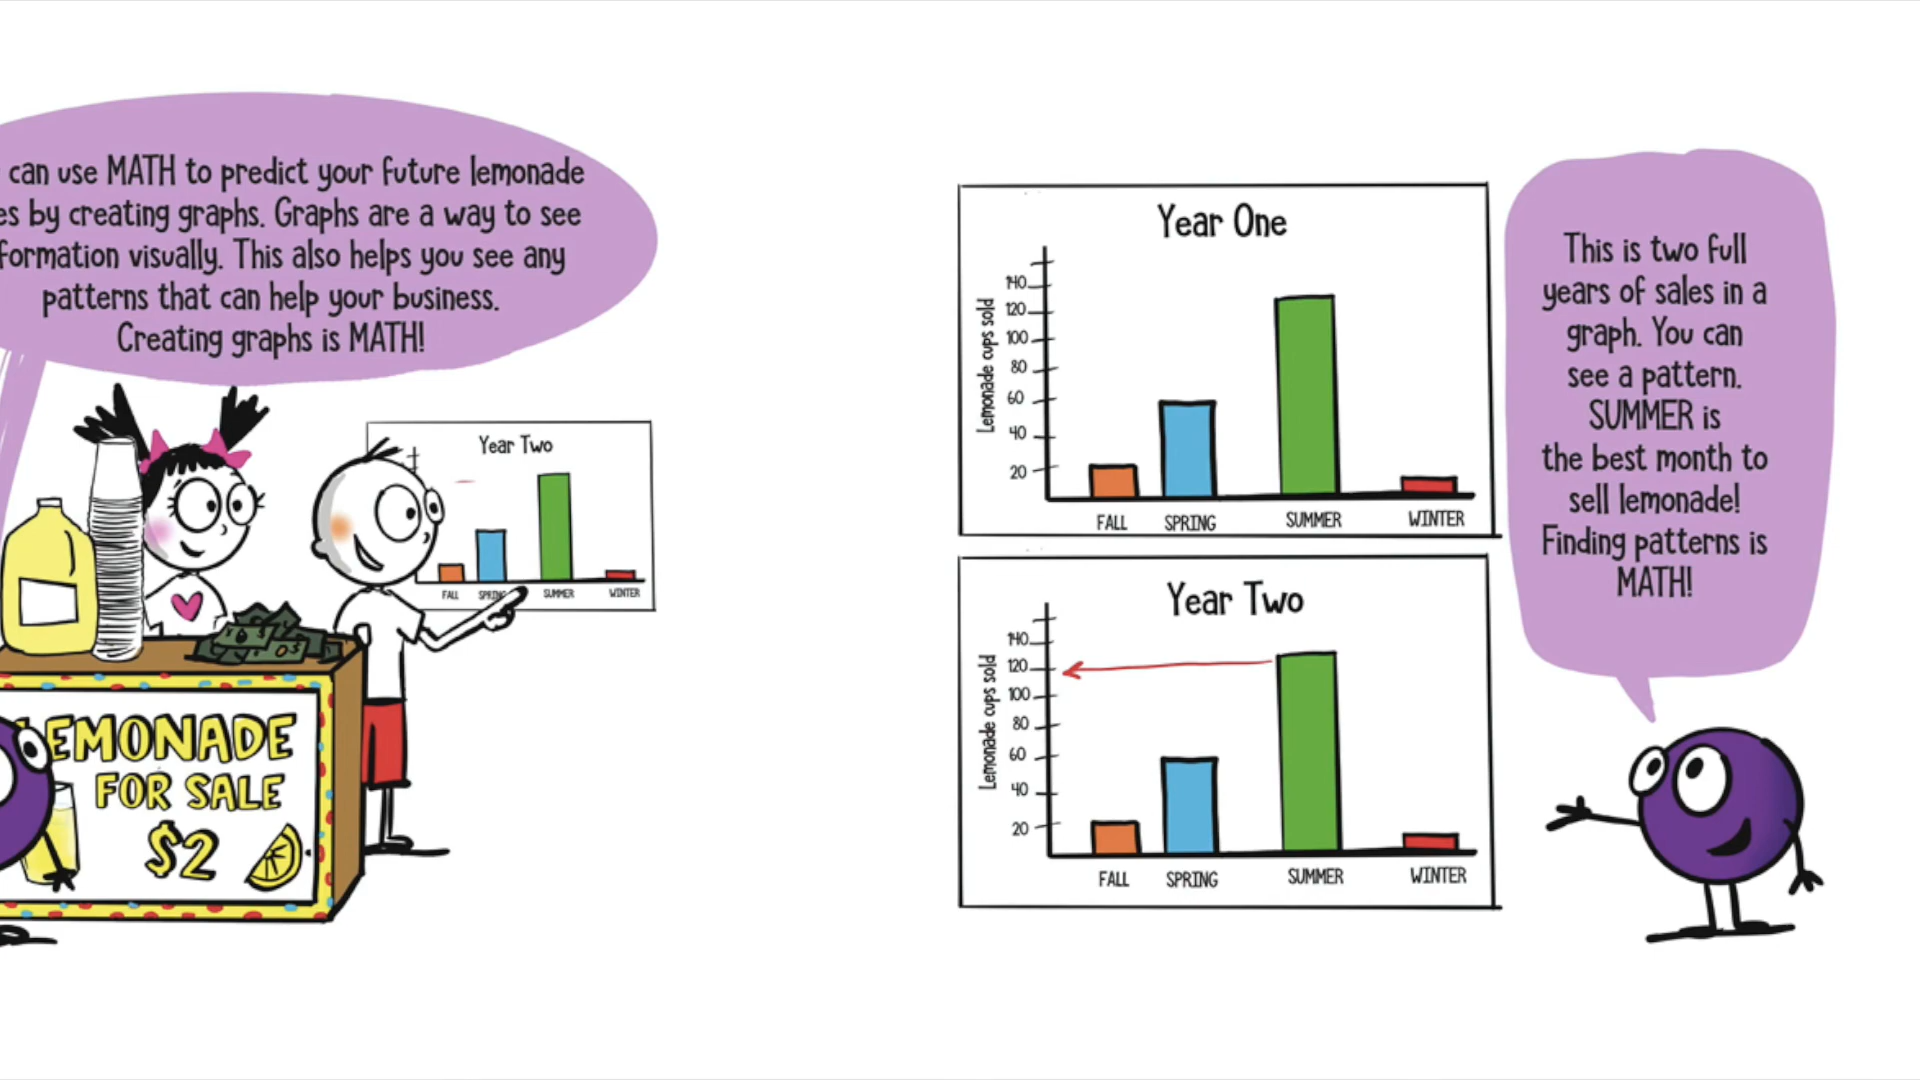 can use MATH to predict your future lemonade
es by creating graphs. Graphs are a way to see
formation visually. This also helps you see any
patterns that can help your business.
Creating graphs is MATH!
Year Two
FALL SPRING SUMMER WINTER
LEMONADE
FOR SALE
$2
Year One
Lemonade cups sold
140
120
100
80
60
40
20
FALL SPRING SUMMER WINTER
Year Two
Lemonade cups sold
140
120
100
80
60
40
20
FALL SPRING SUMMER WINTER
This is two full
years of sales in a
graph. You can
see a pattern.
SUMMER is
the best month to
sell lemonade!
Finding patterns is
MATH!